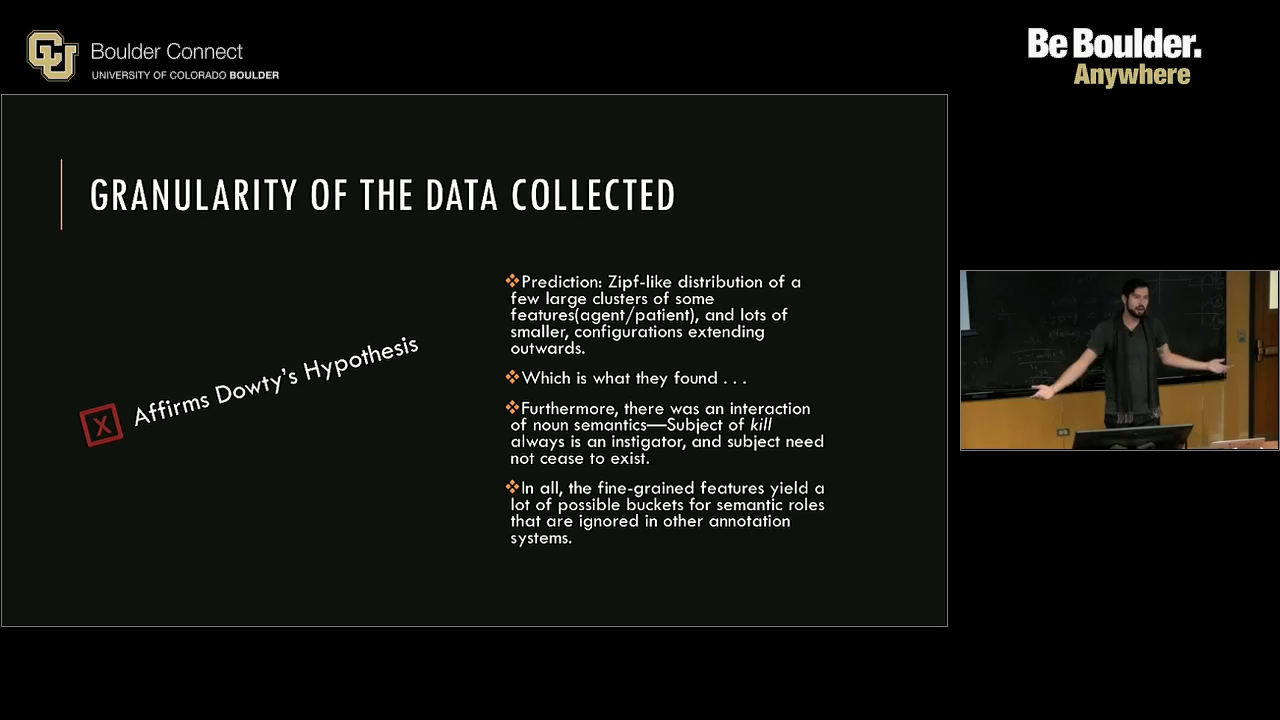 CU
Boulder Connect
UNIVERSITY OF COLORADO BOULDER
Be Boulder.
Anywhere
GRANULARITY OF THE DATA COLLECTED
X Affirms Dowty's Hypothesis
❖Prediction: Zipf-like distribution of a
few large clusters of some
features(agent/patient), and lots of
smaller, configurations extending
outwards.
❖Which is what they found . . .
❖Furthermore, there was an interaction
of noun semantics—Subject of kill
always is an instigator, and subject need
not cease to exist.
❖In all, the fine-grained features yield a
lot of possible buckets for semantic roles
that are ignored in other annotation
systems.